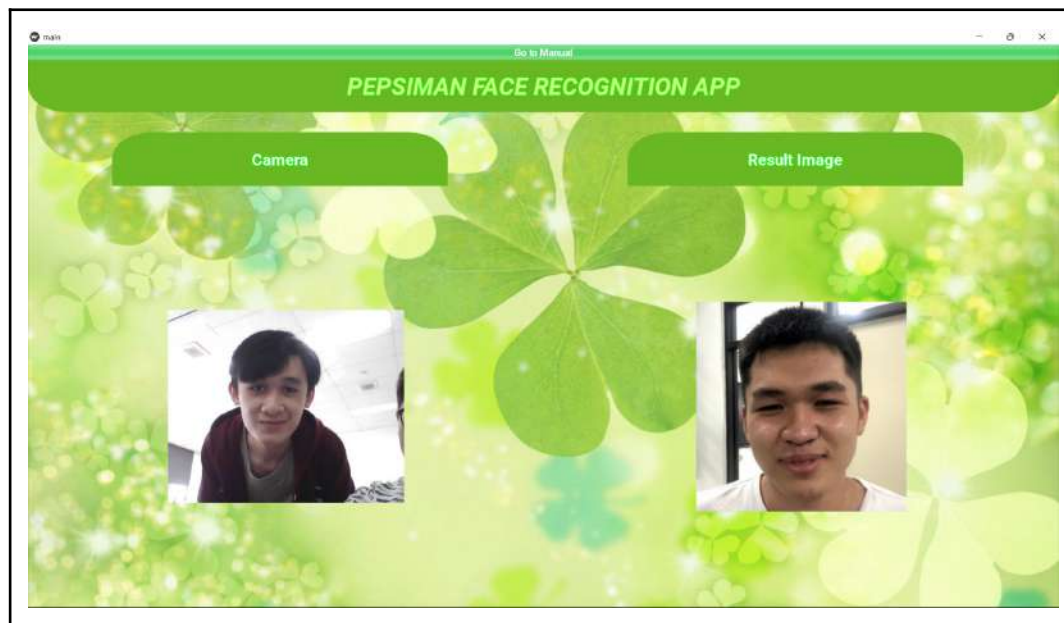 main
Go to Manual
PEPSIMAN FACE RECOGNITION APP
Camera
Result Image